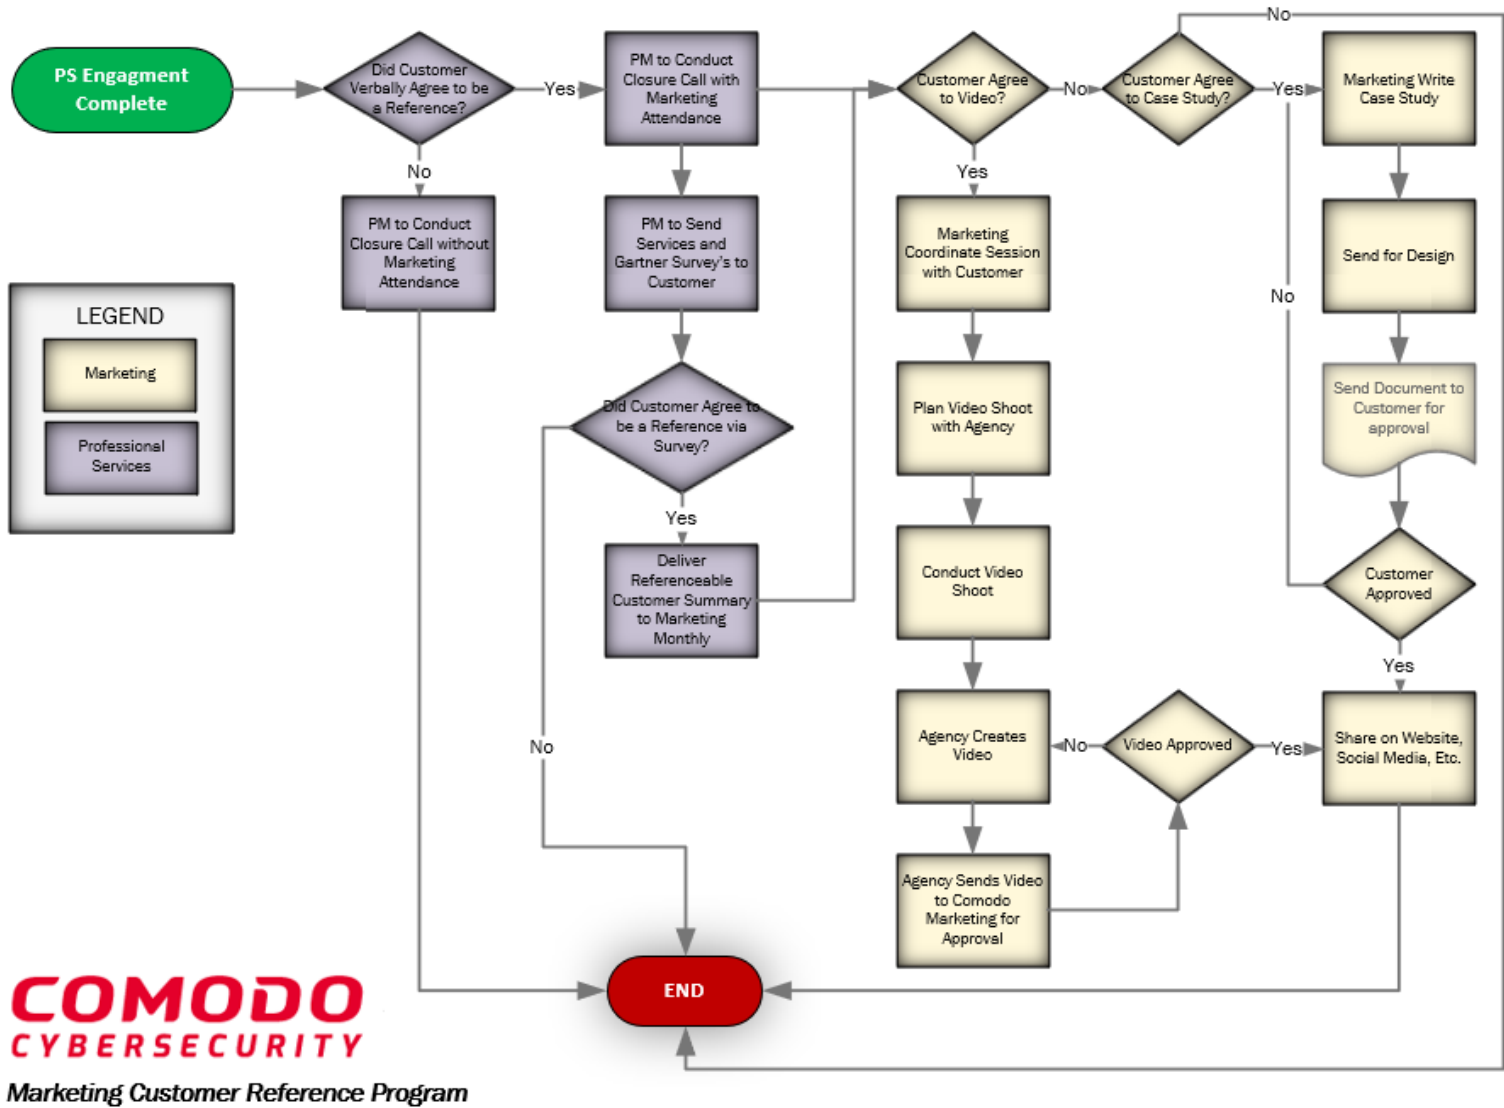 PS Engagment
Complete
Did Customer
Verbally Agree to be
a Reference?
Yes
No
PM to Conduct
Closure Call without
Marketing
Attendance
PM to Conduct
Closure Call with
Marketing
Attendance
PM to Send
Services and
Gartner Survey's to
Customer
Did Customer Agree to
be a Reference via
Survey?
No
Yes
Deliver
Referenceable
Customer Summary
to Marketing
Monthly
Customer Agree
to Video?
No
Yes
Marketing
Coordinate Session
with Customer
Plan Video Shoot
with Agency
Conduct Video
Shoot
Agency Creates
Video
Agency Sends Video
to Comodo
Marketing for
Approval
Video Approved
No
Yes
Customer Agree
to Case Study?
No
Yes
Marketing Write
Case Study
Send for Design
Send Document to
Customer for
approval
Customer
Approved
No
Yes
Share on Website,
Social Media, Etc.
END
LEGEND
Marketing
Professional
Services
COMODO
CYBERSECURITY
Marketing Customer Reference Program